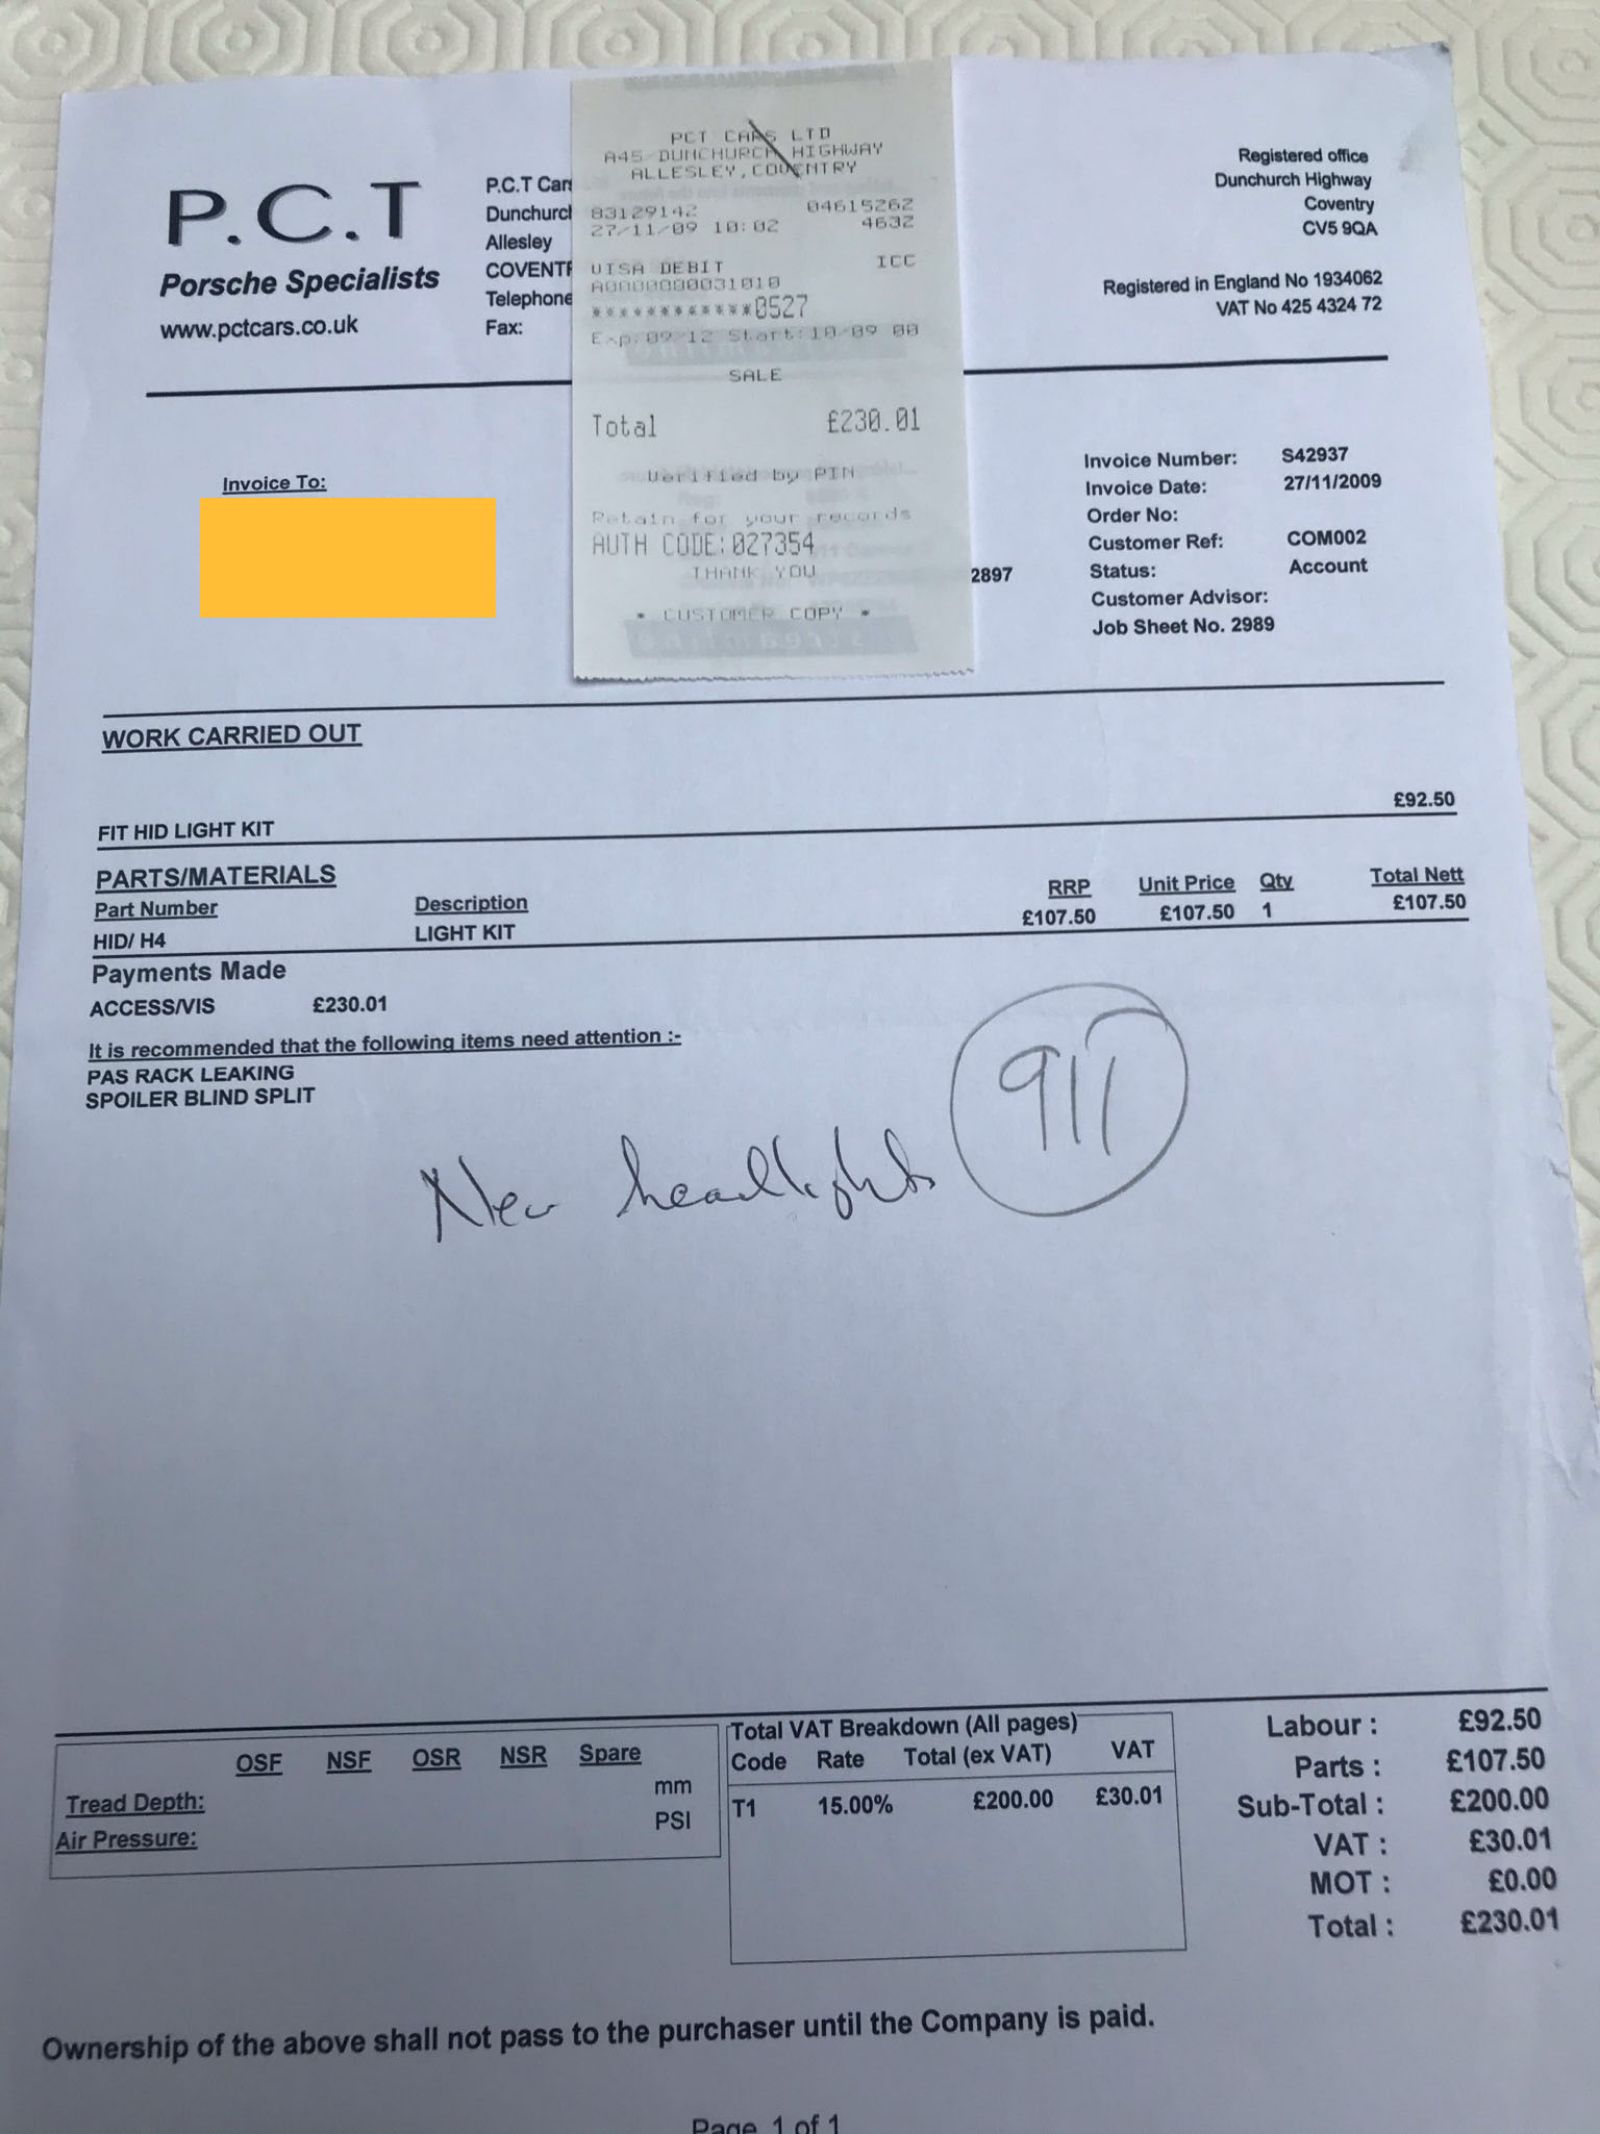 P.C.T
Porsche Specialists
www.pctcars.co.uk
P.C.T Cars
Dunchurch
Allesley
COVENTR
Telephone
Fax:
PCT CARS LTD
A45 DUNCHURCH HIGHWAY
ALLESLEY, COVENTRY
83129142 04615262
27/11/09 10:02 4632
VISA DEBIT ICC
A0000000031010
************0527
Exp:09/12 Start:10/09 00
SALE
Total £230.01
Verified by PIN
Retain for your records
AUTH CODE:027354
THANK YOU
* CUSTOMER COPY *
Registered office
Dunchurch Highway
Coventry
CV5 9QA
Registered in England No 1934062
VAT No 425 4324 72
Invoice To:
2897
Invoice Number: S42937
Invoice Date: 27/11/2009
Order No:
Customer Ref: COM002
Status: Account
Customer Advisor:
Job Sheet No. 2989
WORK CARRIED OUT
FIT HID LIGHT KIT £92.50
PARTS/MATERIALS
Part Number Description RRP Unit Price Qty Total Nett
HID/ H4 LIGHT KIT £107.50 £107.50 1 £107.50
Payments Made
ACCESS/VIS £230.01
It is recommended that the following items need attention :-
PAS RACK LEAKING
SPOILER BLIND SPLIT
New headlights 911
OSF NSF OSR NSR Spare
Tread Depth: mm
Air Pressure: PSI
Total VAT Breakdown (All pages)
Code Rate Total (ex VAT) VAT
T1 15.00% £200.00 £30.01
Labour : £92.50
Parts : £107.50
Sub-Total : £200.00
VAT : £30.01
MOT : £0.00
Total : £230.01
Ownership of the above shall not pass to the purchaser until the Company is paid.
Page 1 of 1